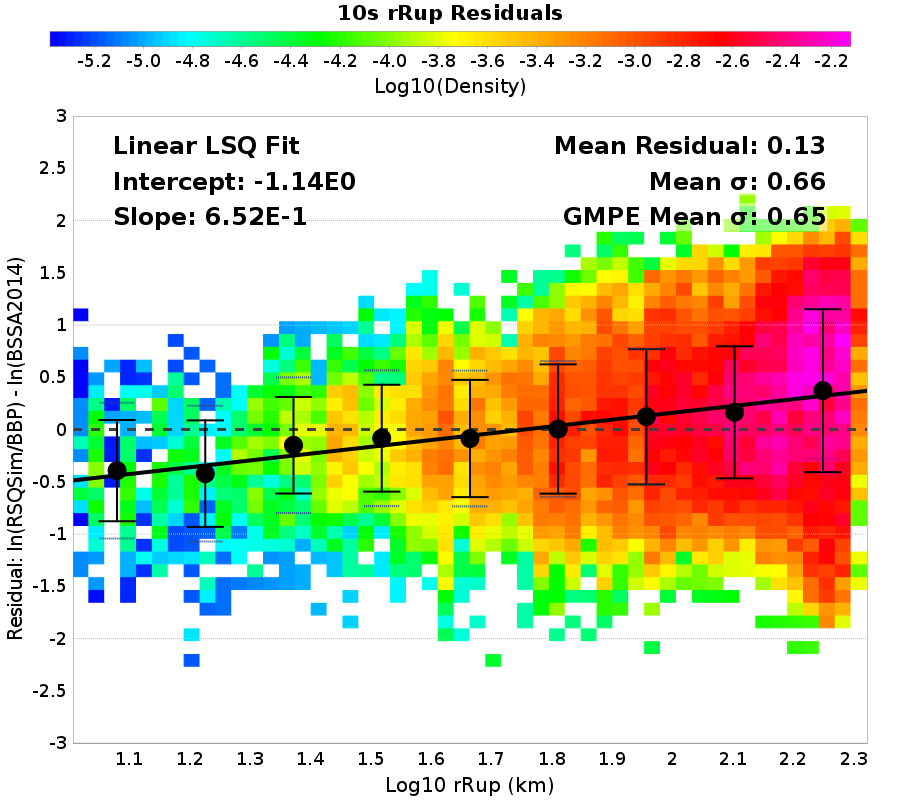 10s rRup Residuals
-5.2 -5.0 -4.8 -4.6 -4.4 -4.2 -4.0 -3.8 -3.6 -3.4 -3.2 -3.0 -2.8 -2.6 -2.4 -2.2
Log10(Density)
Linear LSQ Fit
Intercept: -1.14E0
Slope: 6.52E-1
Mean Residual: 0.13
Mean σ: 0.66
GMPE Mean σ: 0.65
Residual: ln(RSQSim/BBP) - ln(BSSA2014)
3
2.5
2
1.5
1
0.5
0
-0.5
-1
-1.5
-2
-2.5
-3
1.1 1.2 1.3 1.4 1.5 1.6 1.7 1.8 1.9 2 2.1 2.2 2.3
Log10 rRup (km)